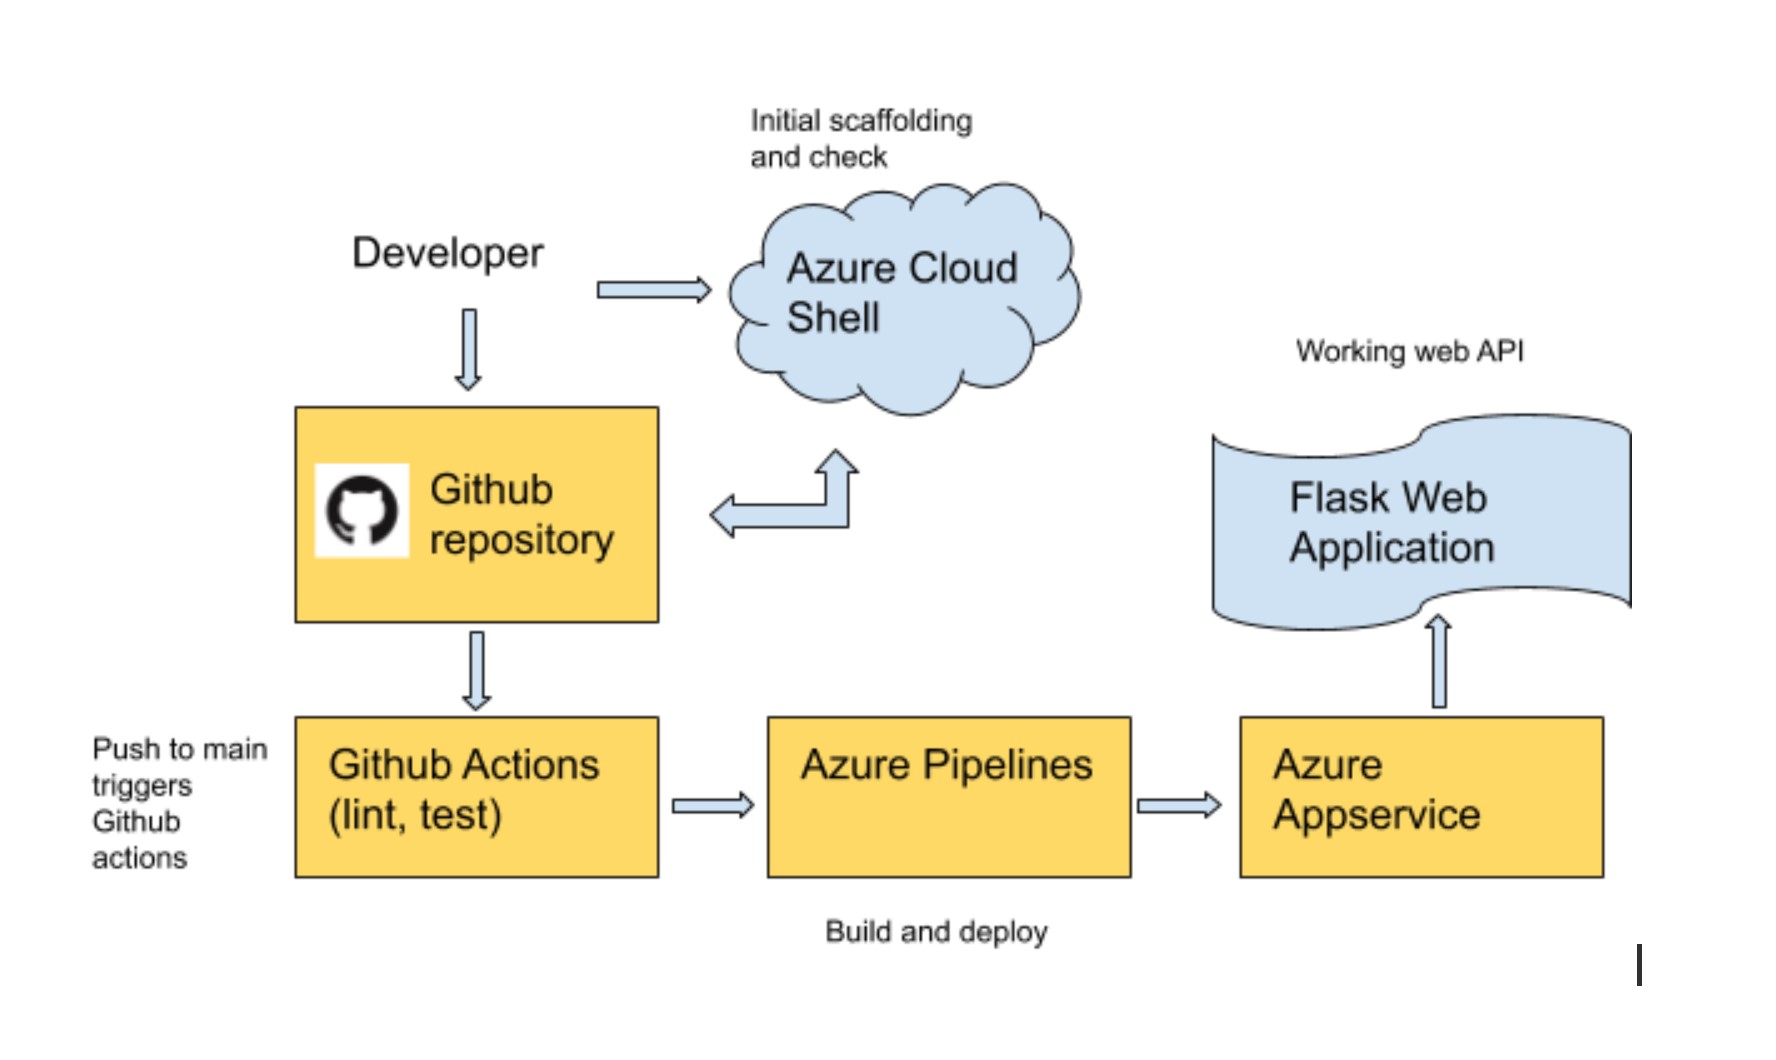 Initial scaffolding
and check
Developer
Azure Cloud
Shell
Working web API
Github
repository
Flask Web
Application
Push to main
triggers
Github
actions
Github Actions
(lint, test)
Azure Pipelines
Azure
Appservice
Build and deploy